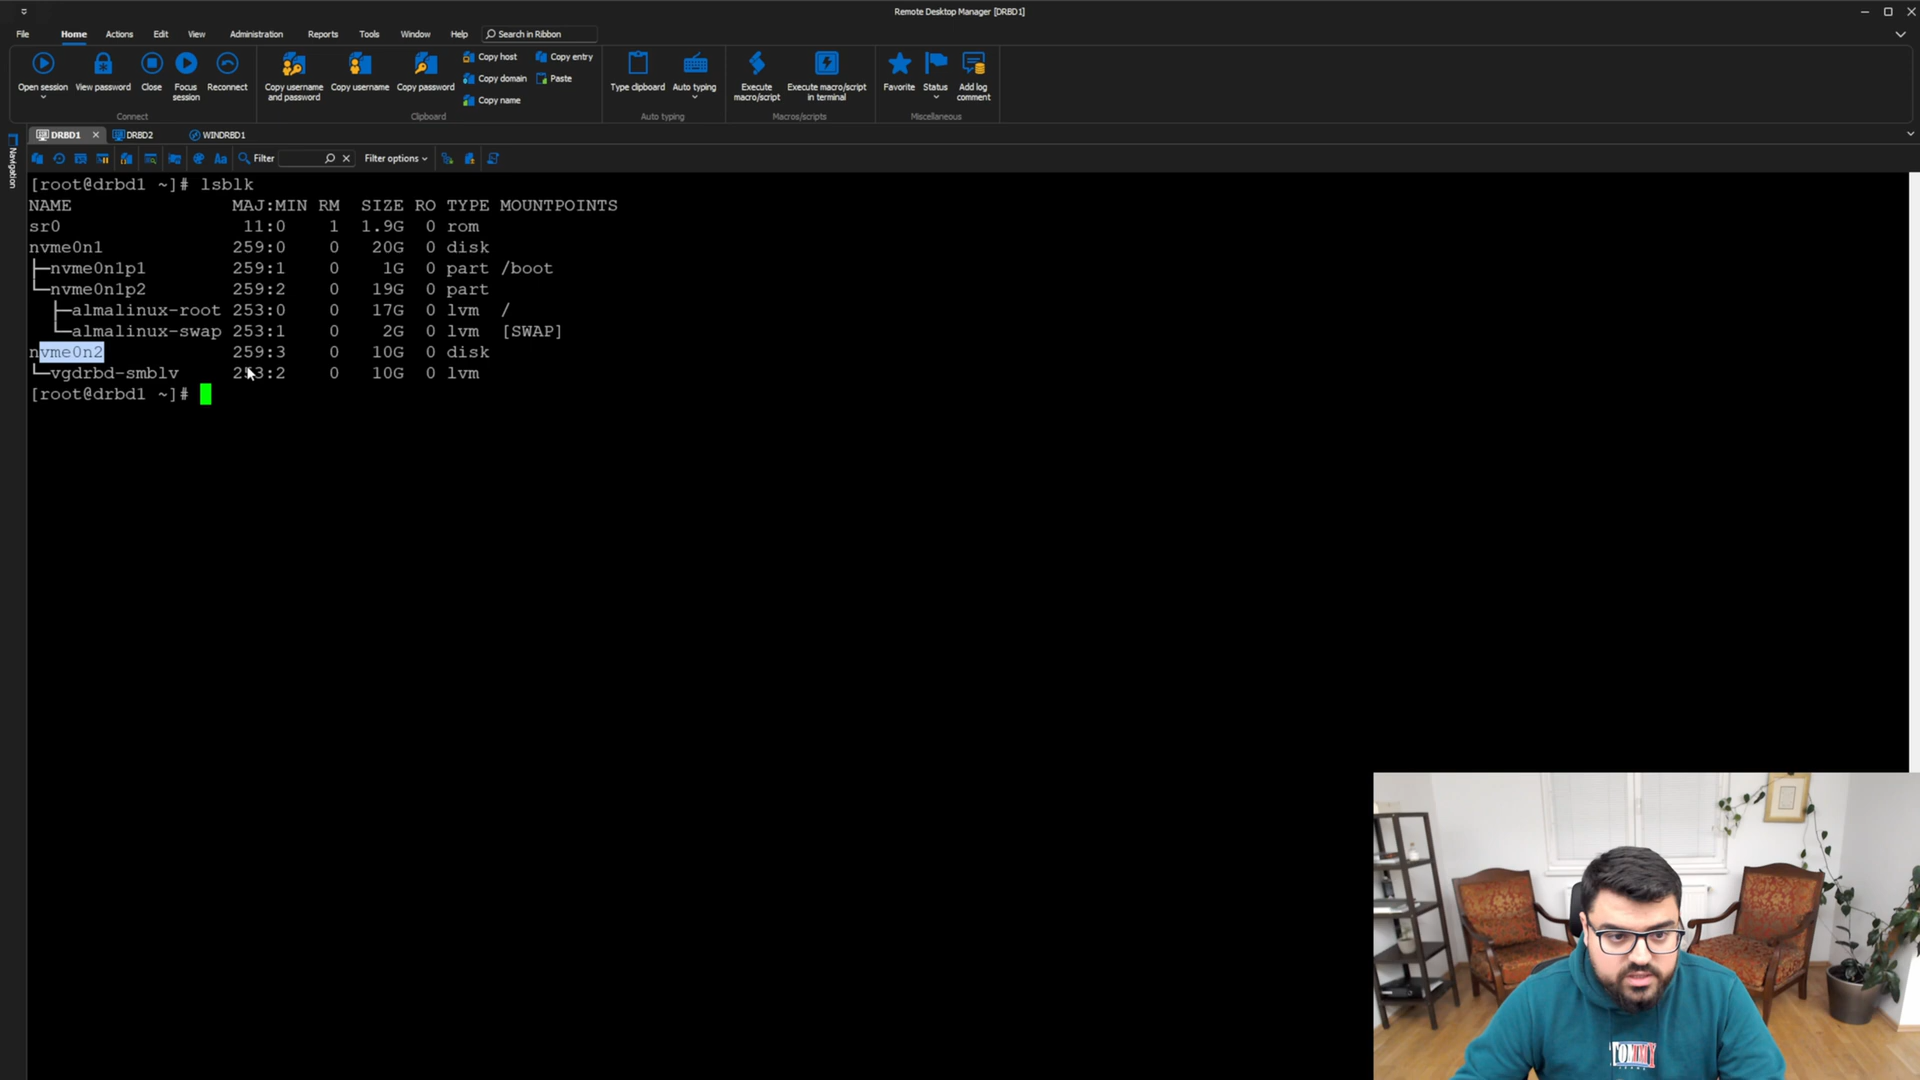 Remote Desktop Manager [DRBD1]
File Home Actions Edit View Administration Reports Tools Window Help Search in Ribbon
Open session View password Close Focus session Reconnect
Connect
Copy username and password Copy username Copy password
Copy host Copy entry
Copy domain Paste
Copy name
Clipboard
Type clipboard Auto typing
Auto typing
Execute macro/script Execute macro/script in terminal
Macros/scripts
Favorite Status Add log comment
Miscellaneous
Navigation
DRBD1 DRBD2 WINDRBD1
Aa Filter Filter options
[root@drbd1 ~]# lsblk
NAME MAJ:MIN RM SIZE RO TYPE MOUNTPOINTS
sr0 11:0 1 1.9G 0 rom
nvme0n1 259:0 0 20G 0 disk
├─nvme0n1p1 259:1 0 1G 0 part /boot
└─nvme0n1p2 259:2 0 19G 0 part
├─almalinux-root 253:0 0 17G 0 lvm /
└─almalinux-swap 253:1 0 2G 0 lvm [SWAP]
nvme0n2 259:3 0 10G 0 disk
└─vgdrbd-smblv 253:2 0 10G 0 lvm
[root@drbd1 ~]#
TOMMY